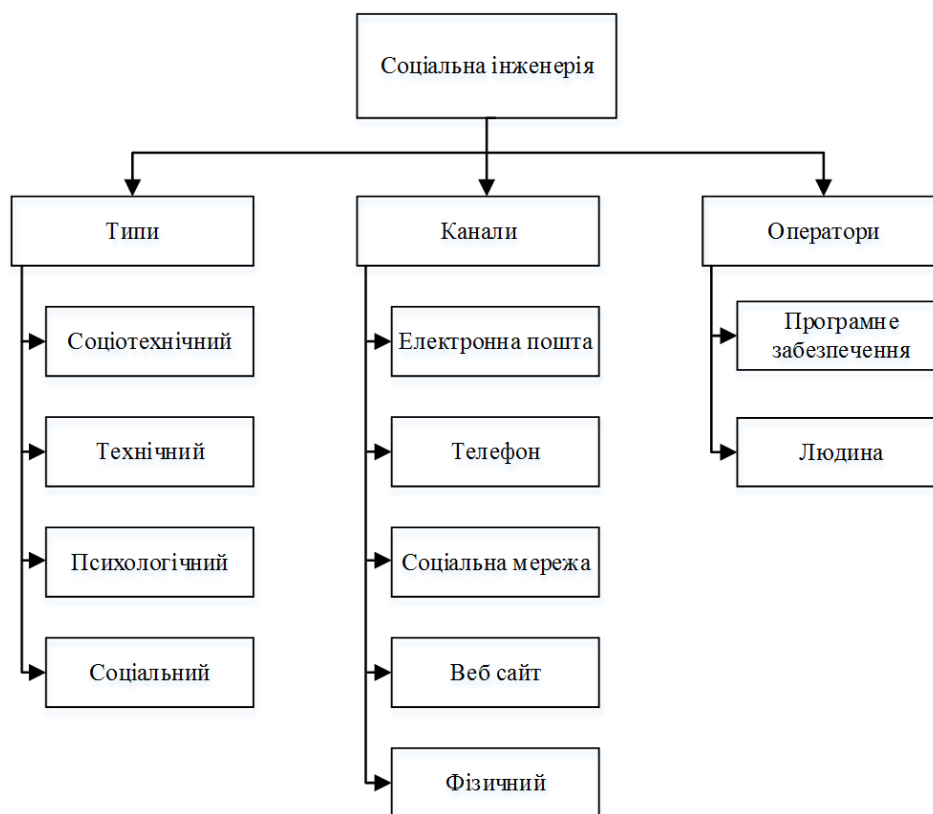 Соціальна інженерія
Типи
Соціотехнічний
Технічний
Психологічний
Соціальний
Канали
Електронна пошта
Телефон
Соціальна мережа
Веб сайт
Фізичний
Оператори
Програмне
забезпечення
Людина